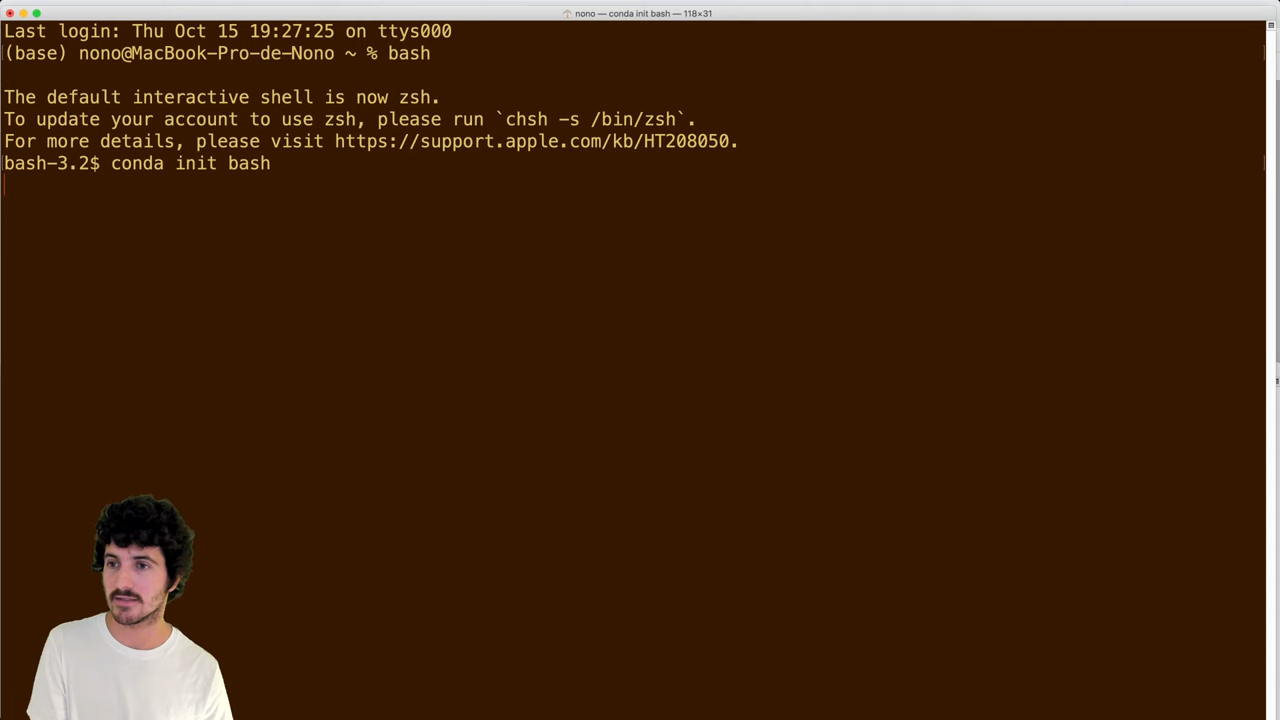 nono — conda init bash — 118×31
Last login: Thu Oct 15 19:27:25 on ttys000
(base) nono@MacBook-Pro-de-Nono ~ % bash
The default interactive shell is now zsh.
To update your account to use zsh, please run `chsh -s /bin/zsh`.
For more details, please visit https://support.apple.com/kb/HT208050.
bash-3.2$ conda init bash